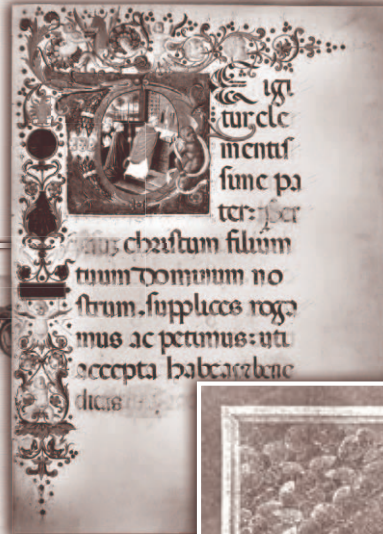 E igi
tur cle
mentis
sime pa
ter: per
christum filium
tuum Dominum no
strum. supplices roga
mus ac petimus: uti
accepta habeas et bene
dicas